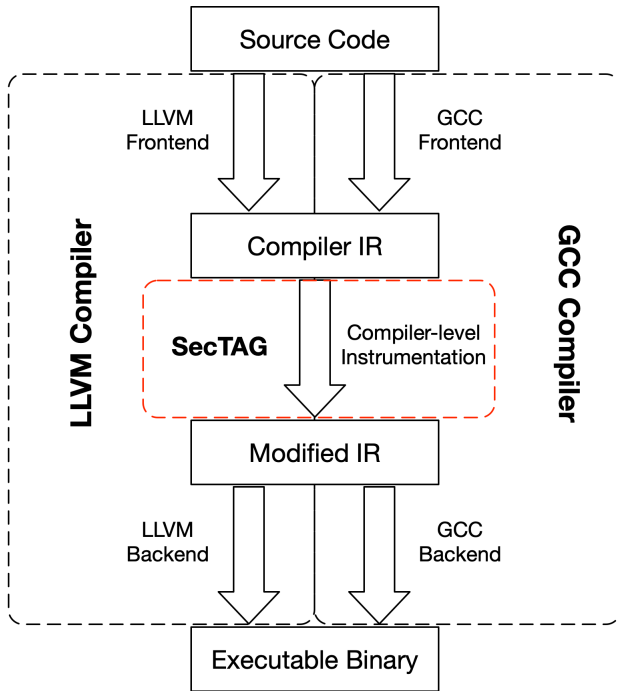 Source Code
LLVM
Frontend
GCC
Frontend
LLVM Compiler
GCC Compiler
Compiler IR
SecTAG
Compiler-level
Instrumentation
Modified IR
LLVM
Backend
GCC
Backend
Executable Binary